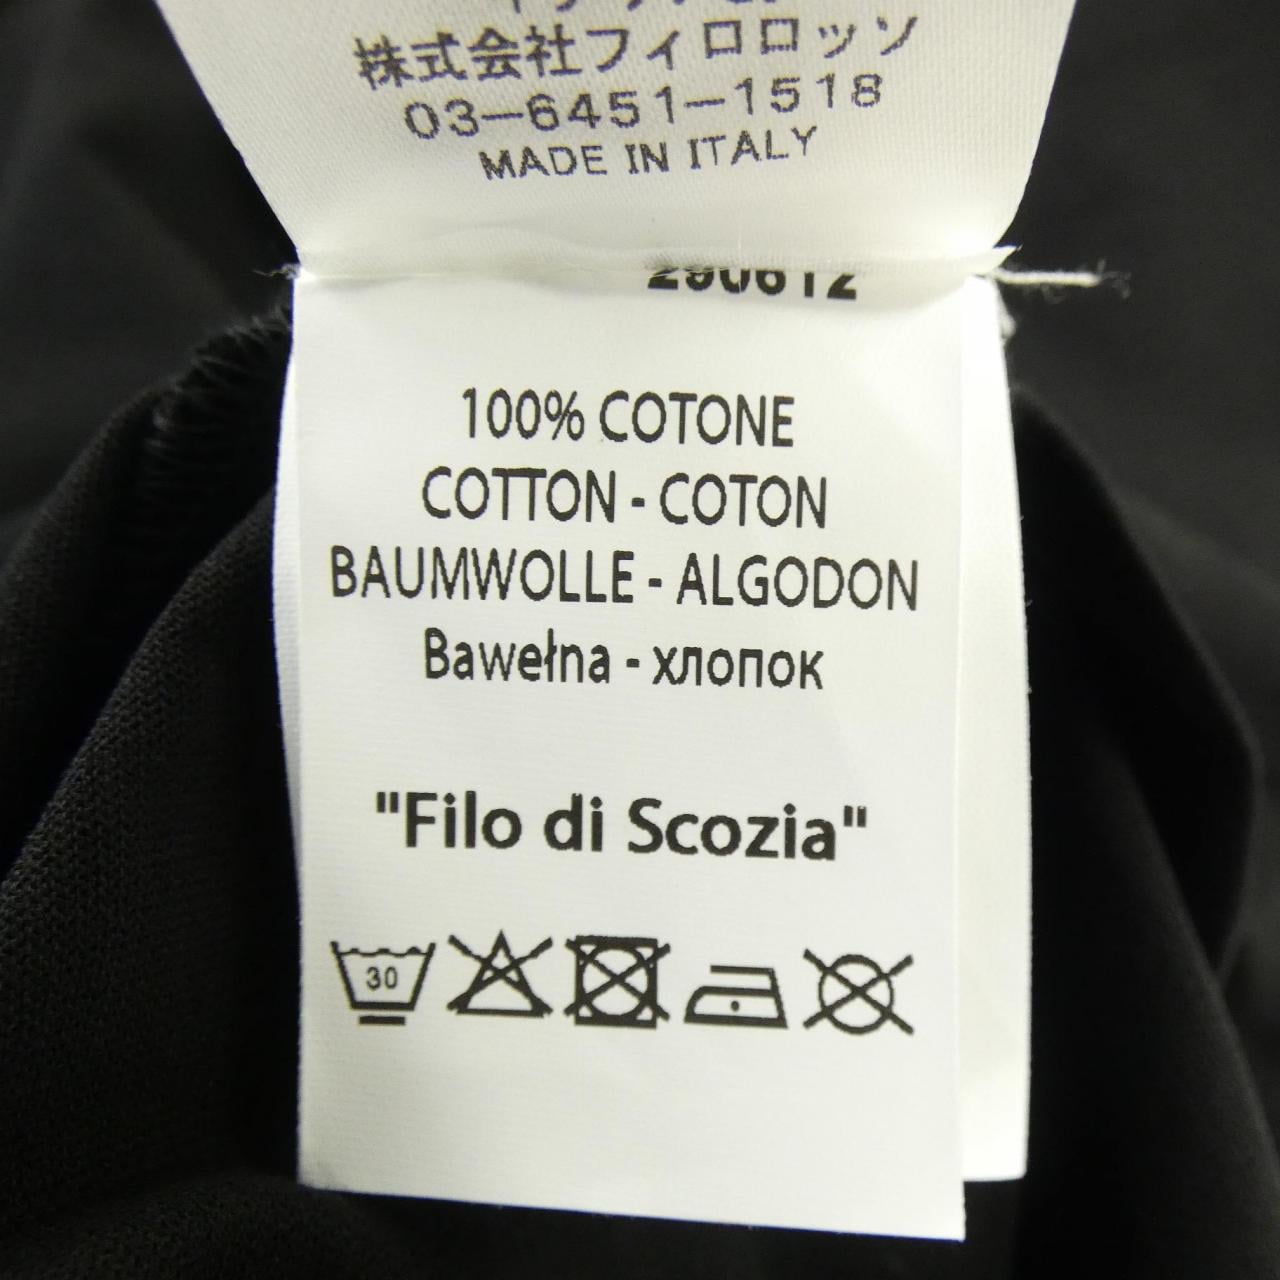 株式会社フィロロッソ
03-6451-1518
MADE IN ITALY
290612
100% COTONE
COTTON - COTON
BAUMWOLLE - ALGODON
Bawełna - хлопок
"Filo di Scozia"
30